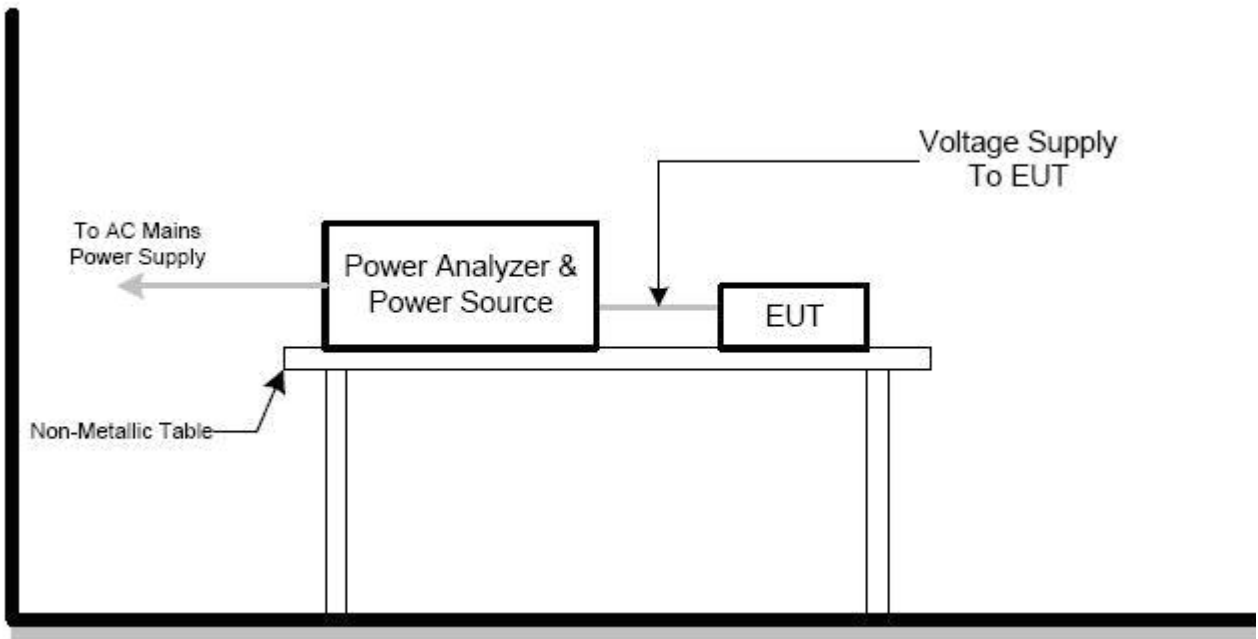 Voltage Supply
To EUT
To AC Mains
Power Supply
Power Analyzer &
Power Source
EUT
Non-Metallic Table